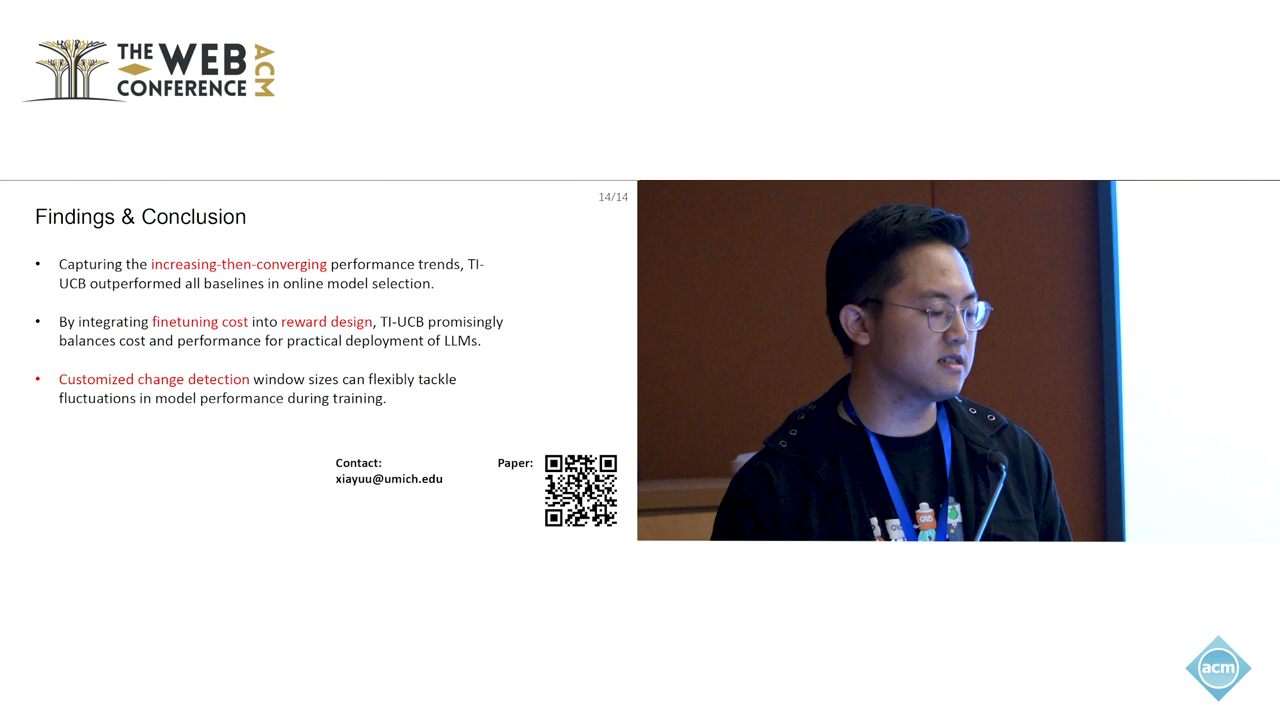 THE WEB
CONFERENCE
ACM
14/14
Findings & Conclusion
• Capturing the increasing-then-converging performance trends, TI-
UCB outperformed all baselines in online model selection.
• By integrating finetuning cost into reward design, TI-UCB promisingly
balances cost and performance for practical deployment of LLMs.
• Customized change detection window sizes can flexibly tackle
fluctuations in model performance during training.
Contact:
xiayuu@umich.edu
Paper:
acm